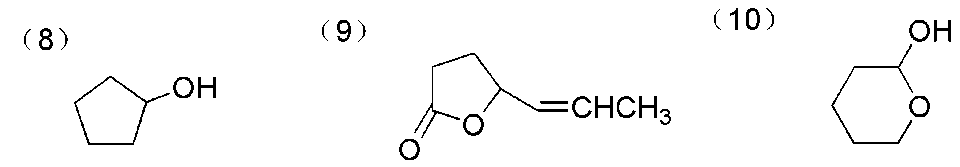 （8）
OH
（9）
O
O
CHCH₃
（10）
OH
O